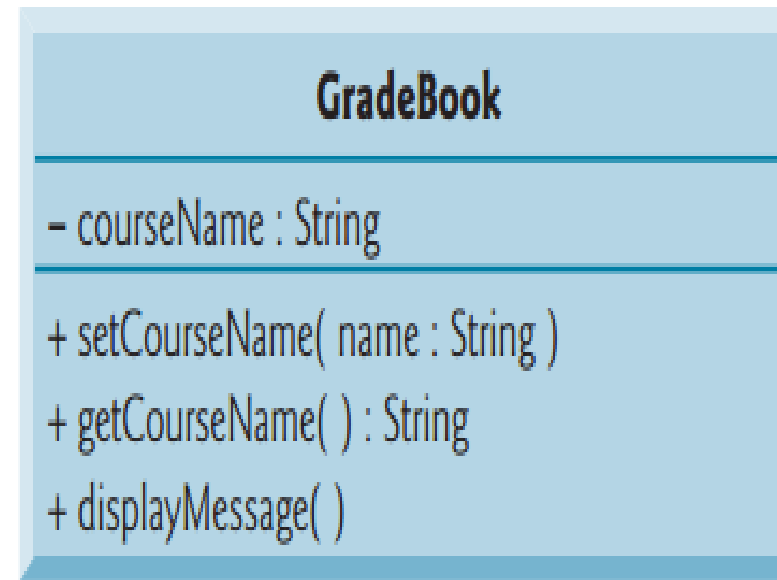 GradeBook
– courseName : String
+ setCourseName( name : String )
+ getCourseName( ) : String
+ displayMessage( )